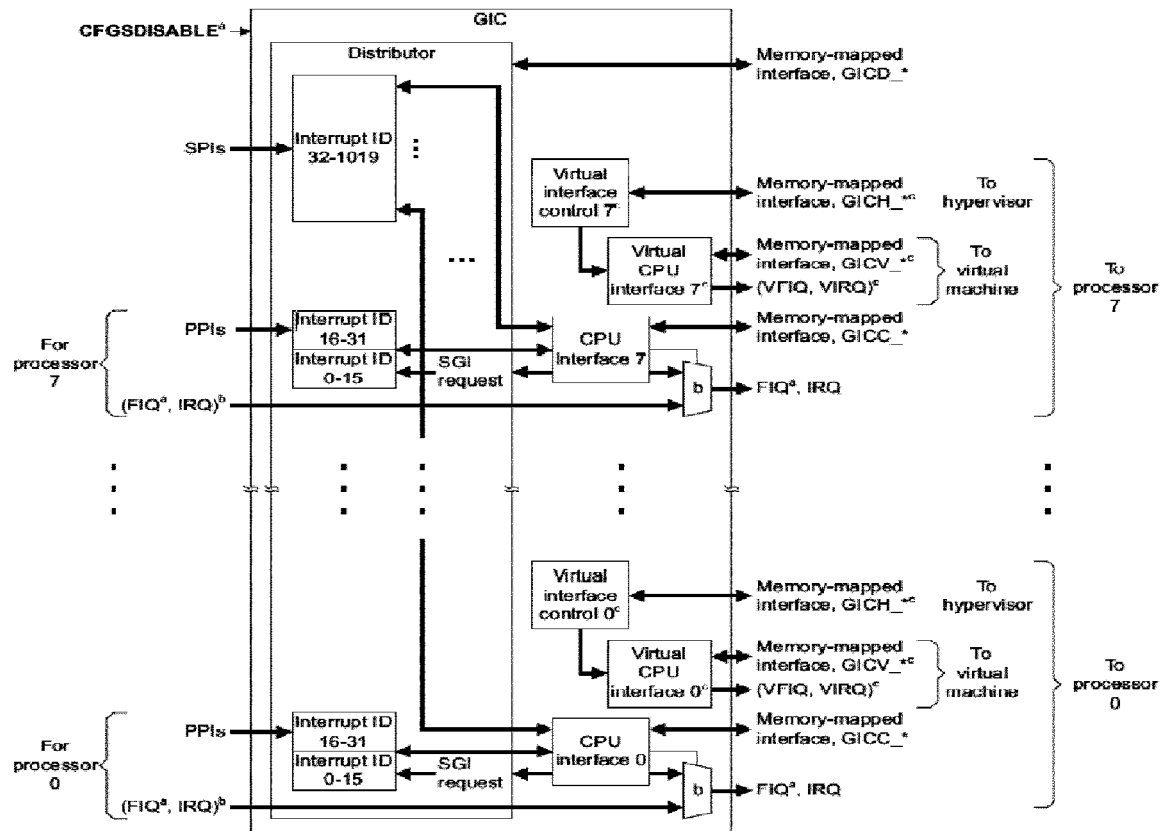 GIC
CFGSDISABLEᵃ
Distributor
Memory-mapped
interface, GICD_*
SPIs
Interrupt ID
32-1019
...
Virtual
interface
control 7ᶜ
Memory-mapped
interface, GICH_*ᶜ
To
hypervisor
...
Virtual
CPU
interface 7ᶜ
Memory-mapped
interface, GICV_*ᶜ
(VFIQ, VIRQ)ᶜ
To
virtual
machine
To
processor
7
For
processor
7
PPIs
Interrupt ID
16-31
Interrupt ID
0-15
SGI
request
CPU
interface 7
Memory-mapped
interface, GICC_*
b
FIQᵃ, IRQ
(FIQᵃ, IRQ)ᵇ
Virtual
interface
control 0ᶜ
Memory-mapped
interface, GICH_*ᶜ
To
hypervisor
Virtual
CPU
interface 0ᶜ
Memory-mapped
interface, GICV_*ᶜ
(VFIQ, VIRQ)ᶜ
To
virtual
machine
To
processor
0
For
processor
0
PPIs
Interrupt ID
16-31
Interrupt ID
0-15
SGI
request
CPU
interface 0
Memory-mapped
interface, GICC_*
b
FIQᵃ, IRQ
(FIQᵃ, IRQ)ᵇ